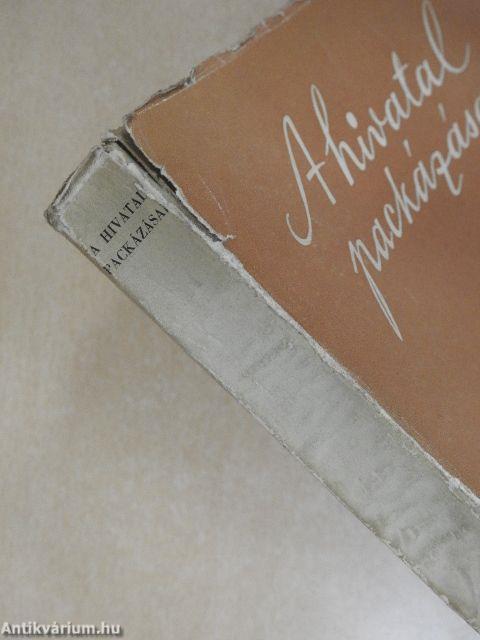 A hivatal
packázásai
A HIVATAL
PACKÁZÁSAI
Antikvárium.hu